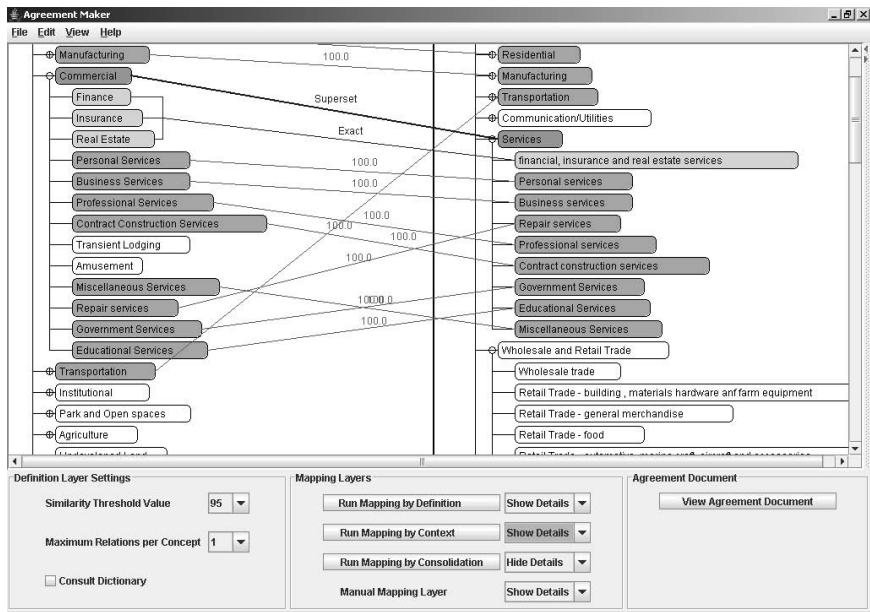 Agreement Maker
File Edit View Help
Manufacturing
Commercial
Finance
Insurance
Real Estate
Personal Services
Business Services
Professional Services
Contract Construction Services
Transient Lodging
Amusement
Miscellaneous Services
Repair services
Government Services
Educational Services
Transportation
Institutional
Park and Open spaces
Agriculture
100.0
Superset
Exact
100.0
100.0
100.0
100.0
100.0
100.0
100.0
Residential
Manufacturing
Transportation
Communication/Utilities
Services
financial, insurance and real estate services
Personal services
Business services
Repair services
Professional services
Contract construction services
Government Services
Educational Services
Miscellaneous Services
Wholesale and Retail Trade
Wholesale trade
Retail Trade - building , materials hardware anf farm equipment
Retail Trade - general merchandise
Retail Trade - food
Definition Layer Settings
Similarity Threshold Value 95
Maximum Relations per Concept 1
Consult Dictionary
Mapping Layers
Run Mapping by Definition Show Details
Run Mapping by Context Show Details
Run Mapping by Consolidation Hide Details
Manual Mapping Layer Show Details
Agreement Document
View Agreement Document